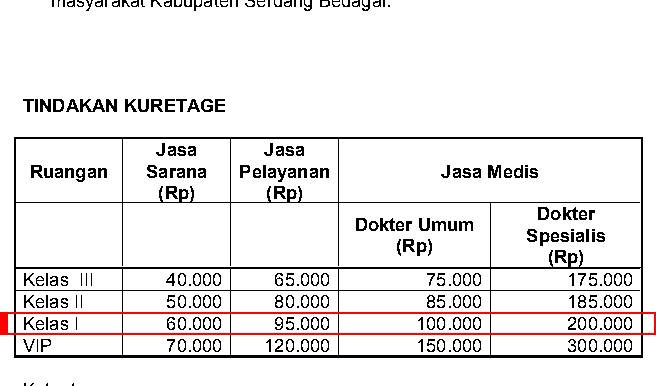 masyarakat Kabupaten Serdang Bedagai.
TINDAKAN KURETAGE
Ruangan Jasa Sarana (Rp) Jasa Pelayanan (Rp) Jasa Medis
Dokter Umum (Rp) Dokter Spesialis (Rp)
Kelas III 40.000 65.000 75.000 175.000
Kelas II 50.000 80.000 85.000 185.000
Kelas I 60.000 95.000 100.000 200.000
VIP 70.000 120.000 150.000 300.000